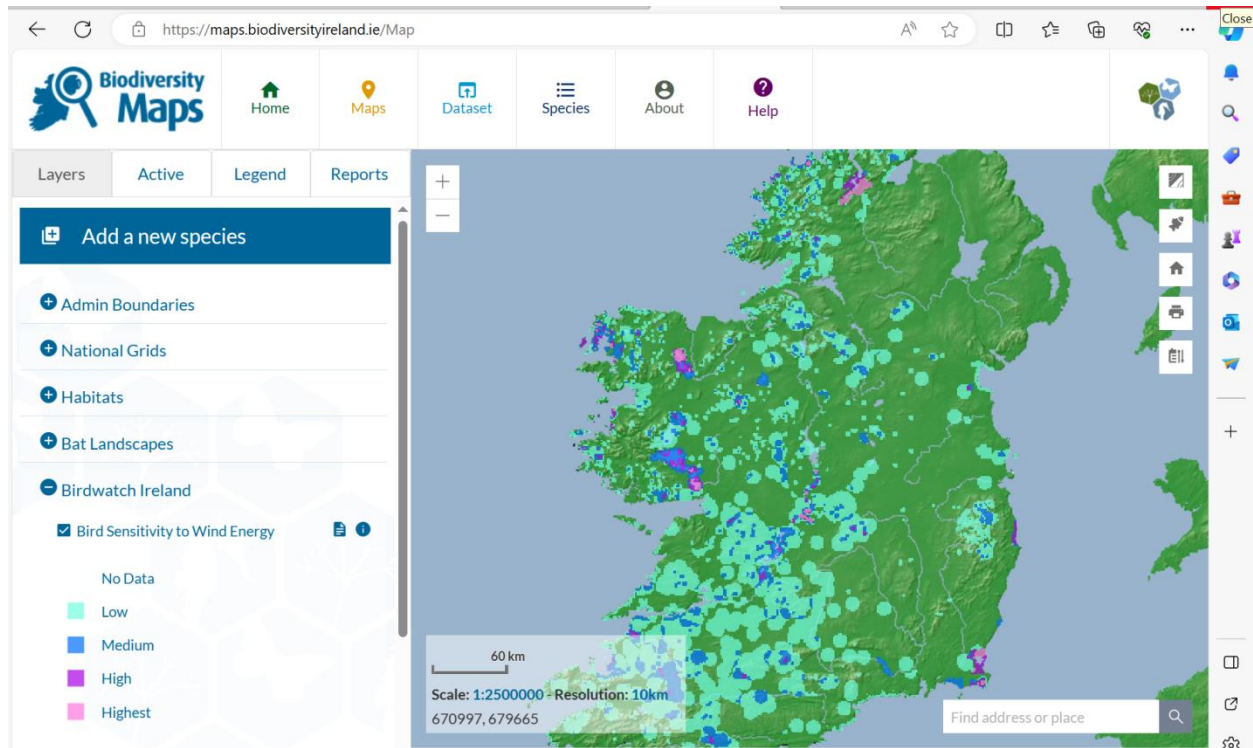 Close
https://maps.biodiversityireland.ie/Map
Biodiversity
Maps
Home
Maps
Dataset
Species
About
Help
Layers
Active
Legend
Reports
Add a new species
Admin Boundaries
National Grids
Habitats
Bat Landscapes
Birdwatch Ireland
Bird Sensitivity to Wind Energy
No Data
Low
Medium
High
Highest
60 km
Scale: 1:2500000 - Resolution: 10km
670997, 679665
Find address or place